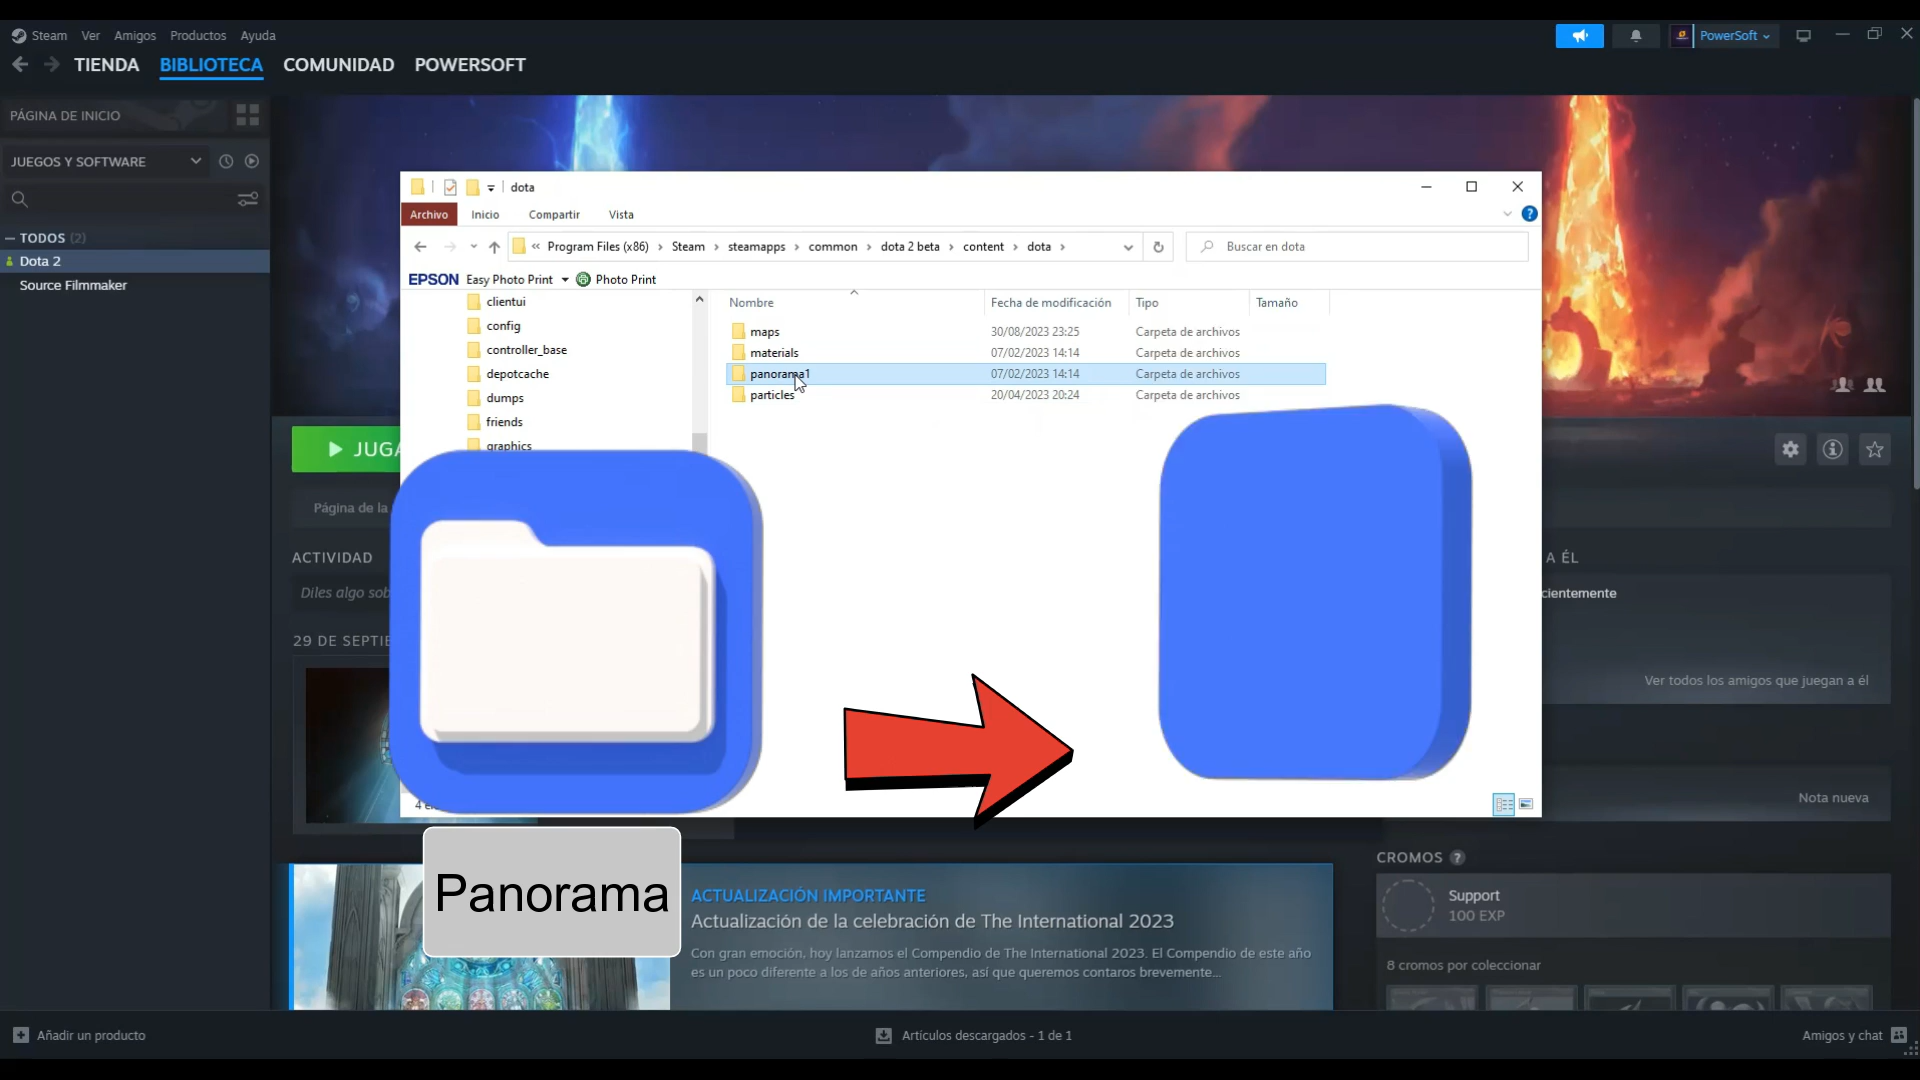 Steam Ver Amigos Productos Ayuda
PowerSoft
TIENDA BIBLIOTECA COMUNIDAD POWERSOFT
PÁGINA DE INICIO
JUEGOS Y SOFTWARE
— TODOS (2)
Dota 2
Source Filmmaker
dota
Archivo Inicio Compartir Vista
« Program Files (x86) > Steam > steamapps > common > dota 2 beta > content > dota >
Buscar en dota
EPSON Easy Photo Print Photo Print
clientui
config
controller_base
depotcache
dumps
friends
graphics
Nombre Fecha de modificación Tipo Tamaño
maps 30/08/2023 23:25 Carpeta de archivos
materials 07/02/2023 14:14 Carpeta de archivos
panorama1 07/02/2023 14:14 Carpeta de archivos
particles 20/04/2023 20:24 Carpeta de archivos
JUGA
Página de la
ACTIVIDAD
Diles algo sob
29 DE SEPTIE
A ÉL
cientemente
Ver todos los amigos que juegan a él
Nota nueva
Panorama
ACTUALIZACIÓN IMPORTANTE
Actualización de la celebración de The International 2023
Con gran emoción, hoy lanzamos el Compendio de The International 2023. El Compendio de este año
es un poco diferente a los de años anteriores, así que queremos contaros brevemente...
CROMOS ?
Support
100 EXP
8 cromos por coleccionar
Añadir un producto
Artículos descargados - 1 de 1
Amigos y chat